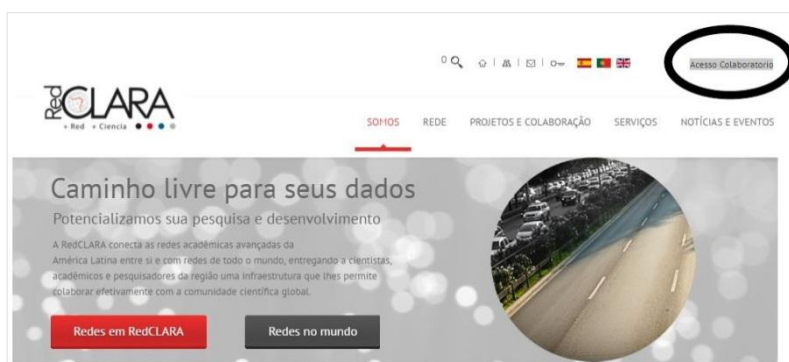 0
Acesso Colaboratorio
Red CLARA
+ Red + Ciencia
SOMOS REDE PROJETOS E COLABORAÇÃO SERVIÇOS NOTÍCIAS E EVENTOS
Caminho livre para seus dados
Potencializamos sua pesquisa e desenvolvimento
A RedCLARA conecta as redes acadêmicas avançadas da
América Latina entre si e com redes de todo o mundo, entregando a cientistas,
acadêmicos e pesquisadores da região uma infraestrutura que lhes permite
colaborar efetivamente com a comunidade científica global.
Redes em RedCLARA Redes no mundo